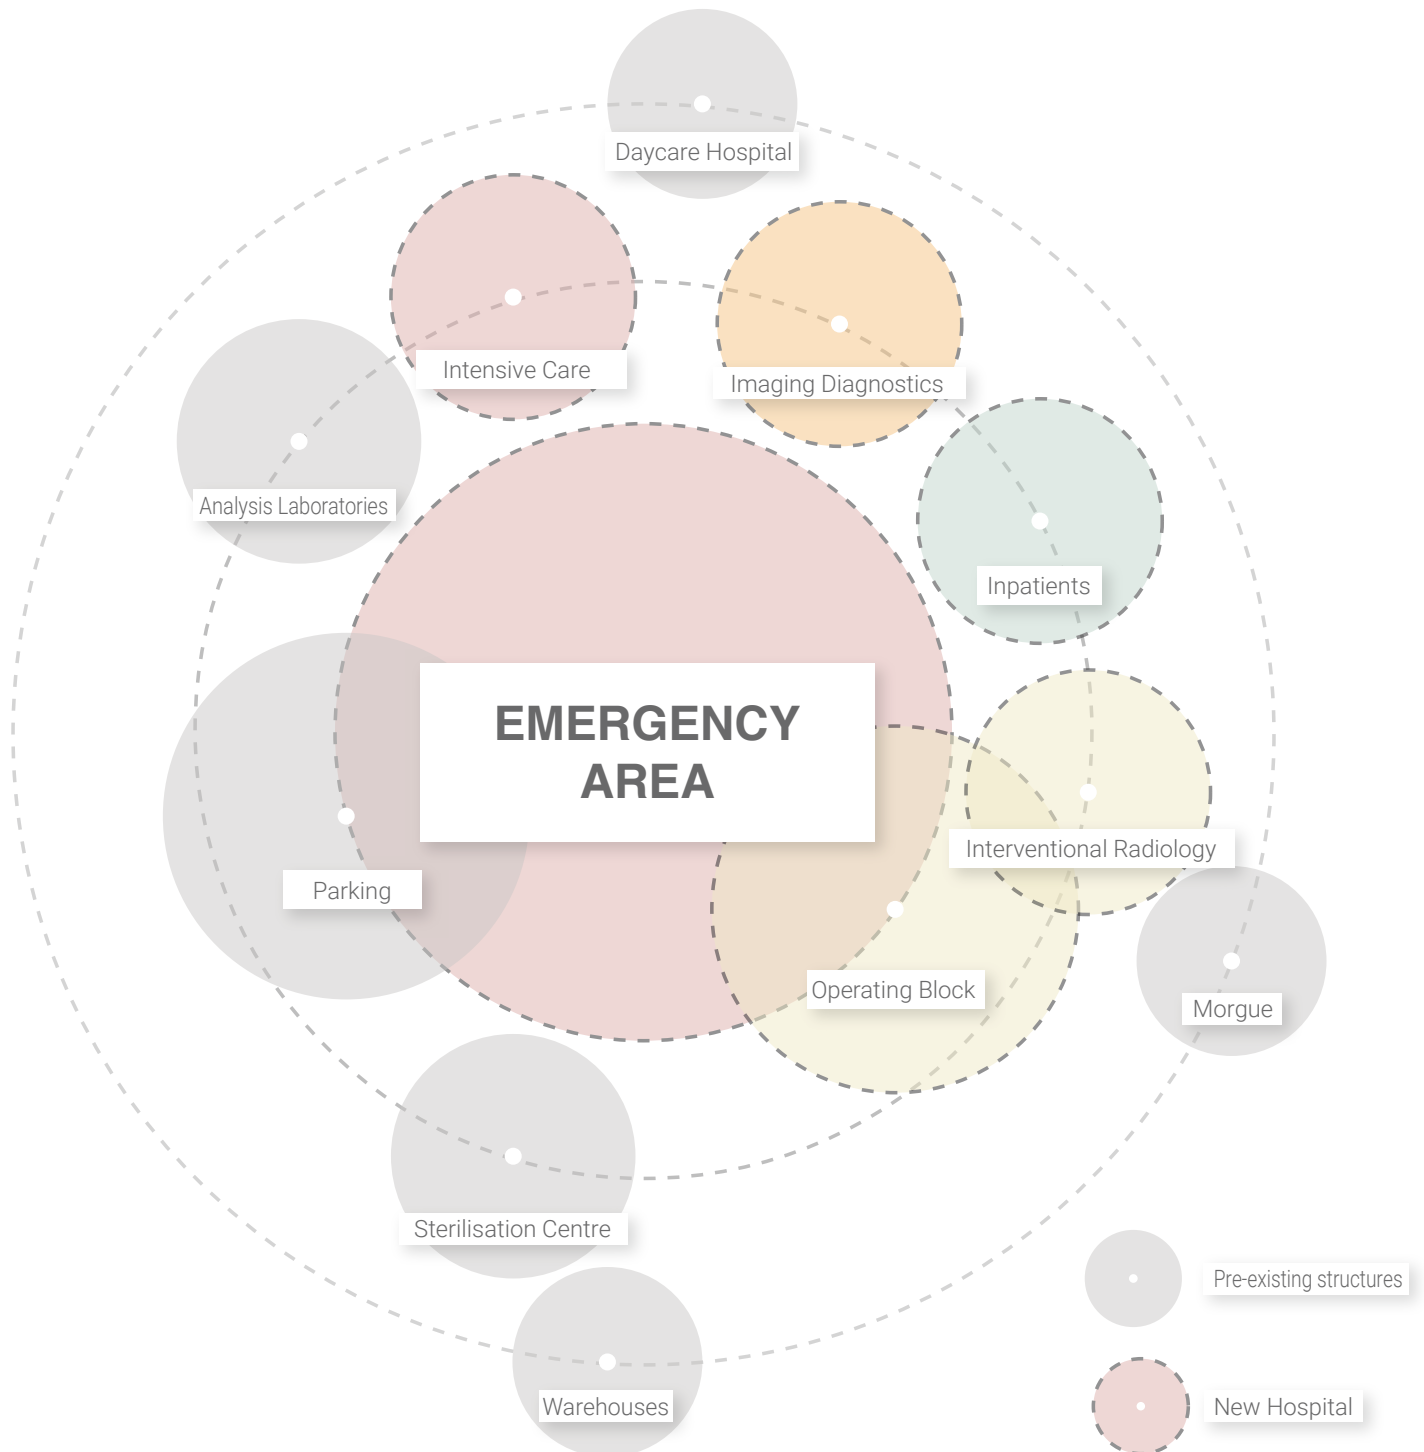 Daycare Hospital
Intensive Care
Imaging Diagnostics
Analysis Laboratories
Inpatients
EMERGENCY
AREA
Interventional Radiology
Parking
Operating Block
Morgue
Sterilisation Centre
Pre-existing structures
Warehouses
New Hospital